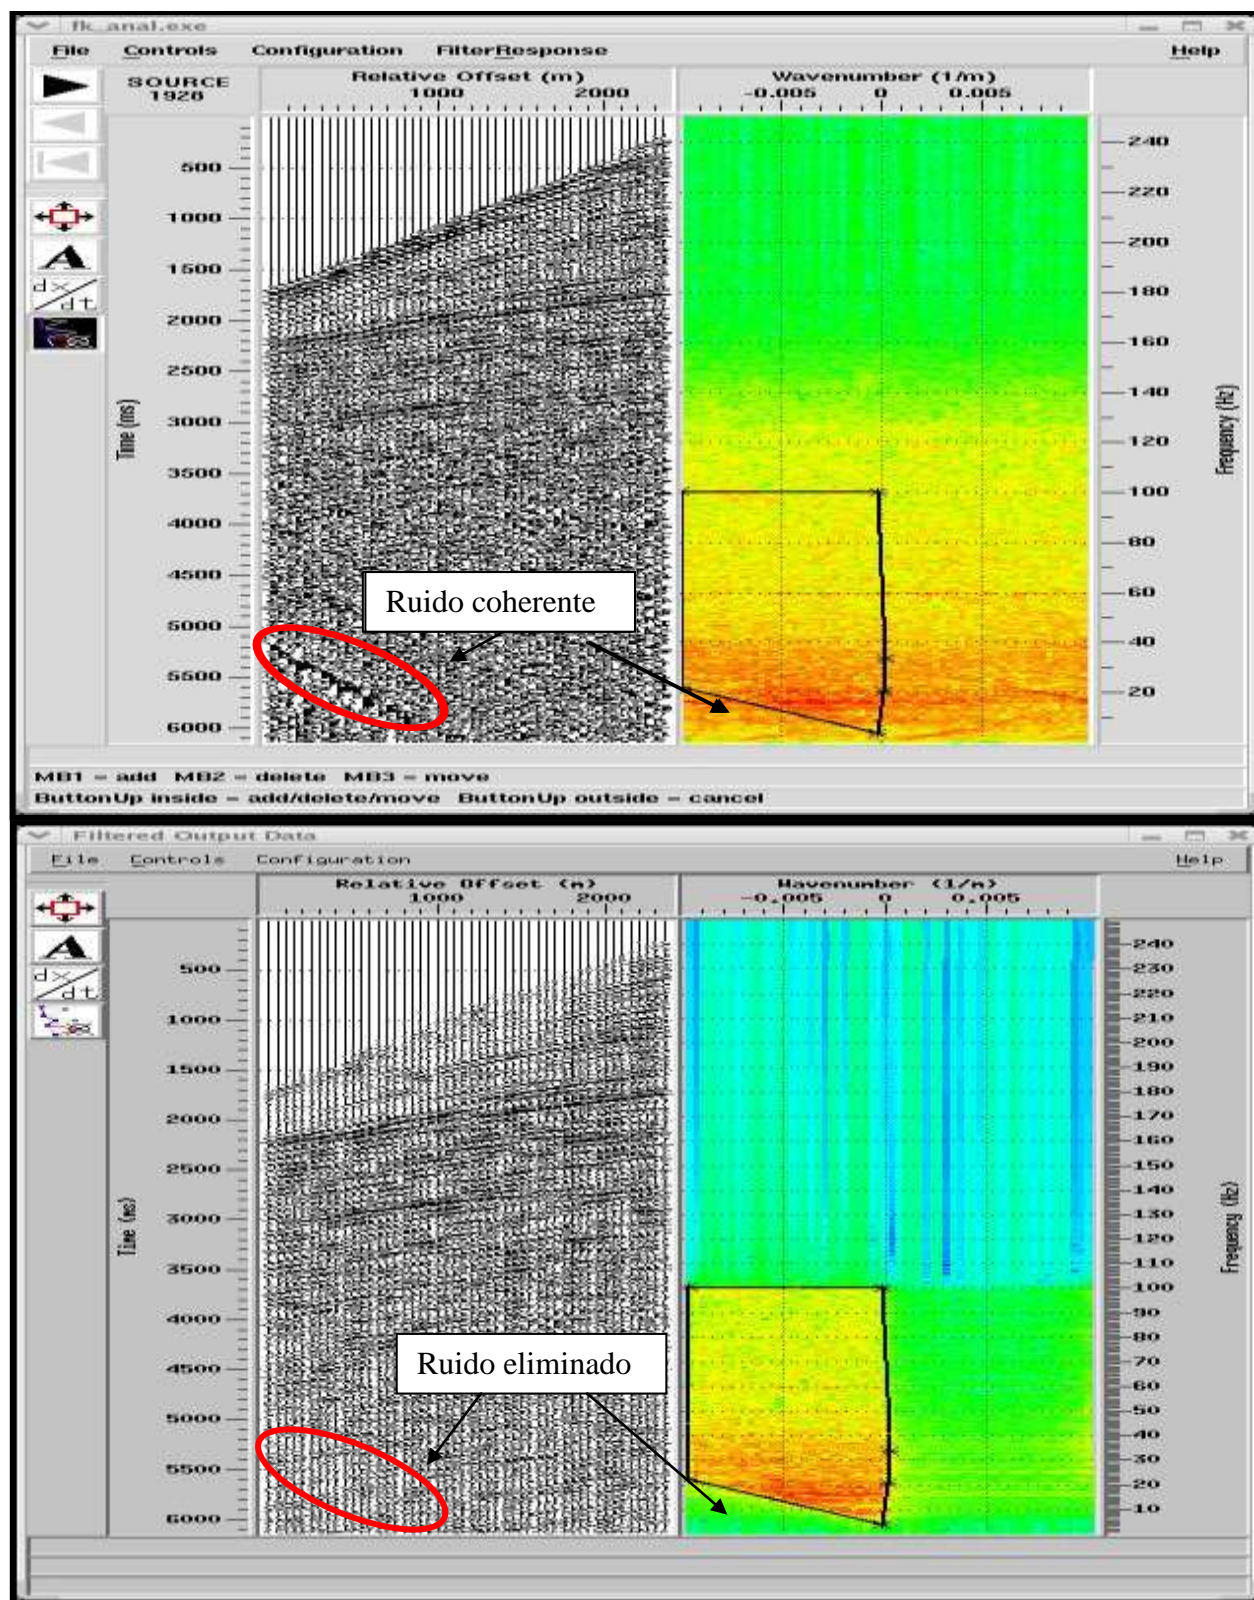 fk_anal.exe
File Controls Configuration FilterResponse Help
SOURCE
1926
Relative Offset (m)
1000 2000
Wavenumber (1/m)
-0.005 0 0.005
500
1000
1500
2000
2500
3000
3500
4000
4500
5000
5500
6000
Time (ms)
240
220
200
180
160
140
120
100
80
60
40
20
Frequency (Hz)
A
dx/dt
Ruido coherente
MB1 = add MB2 = delete MB3 = move
ButtonUp inside = add/delete/move ButtonUp outside = cancel
Filtered Output Data
File Controls Configuration Help
Relative Offset (m)
1000 2000
Wavenumber (1/m)
-0.005 0 0.005
A
dx/dt
500
1000
1500
2000
2500
3000
3500
4000
4500
5000
5500
6000
Time (ms)
240
230
220
210
200
190
180
170
160
150
140
130
120
110
100
90
80
70
60
50
40
30
20
10
Frequency (Hz)
Ruido eliminado